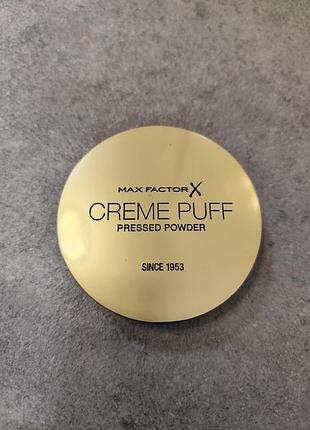 MAX FACTOR X
CREME PUFF
PRESSED POWDER
SINCE 1953